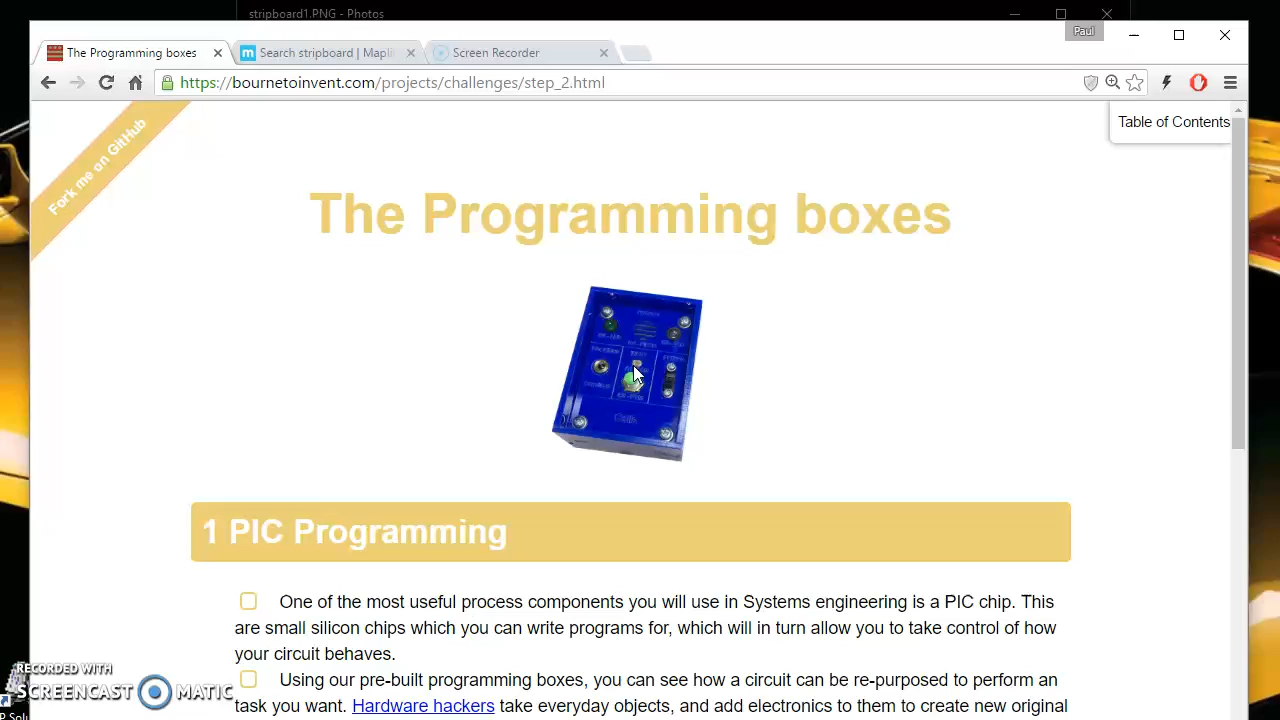 stripboard1.PNG - Photos
Paul
The Programming boxes
Search stripboard | Mapli
Screen Recorder
https://bournetoinvent.com/projects/challenges/step_2.html
Fork me on GitHub
Table of Contents
The Programming boxes
1 PIC Programming
One of the most useful process components you will use in Systems engineering is a PIC chip. This
are small silicon chips which you can write programs for, which will in turn allow you to take control of how
your circuit behaves.
Using our pre-built programming boxes, you can see how a circuit can be re-purposed to perform an
task you want. Hardware hackers take everyday objects, and add electronics to them to create new original
RECORDED WITH
SCREENCAST MATIC